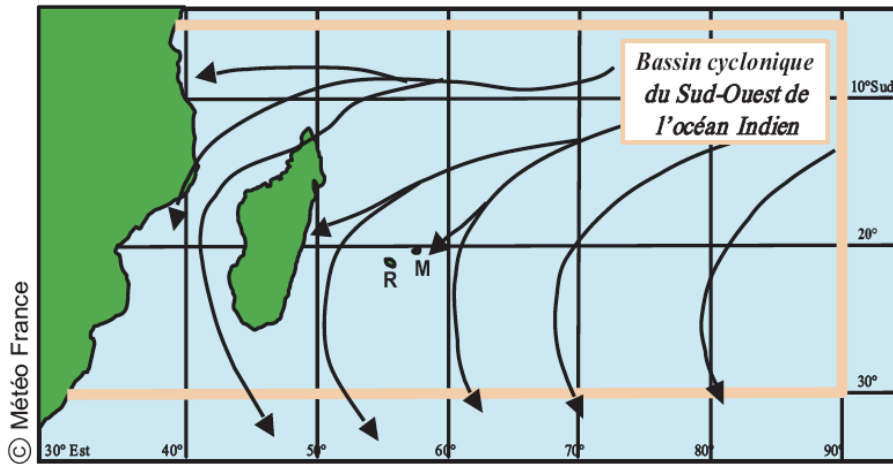 Bassin cyclonique
du Sud-Ouest de
l'océan Indien
10°Sud
20°
R
M
30°
30° Est
40°
50°
60°
70°
80°
90°
© Météo France